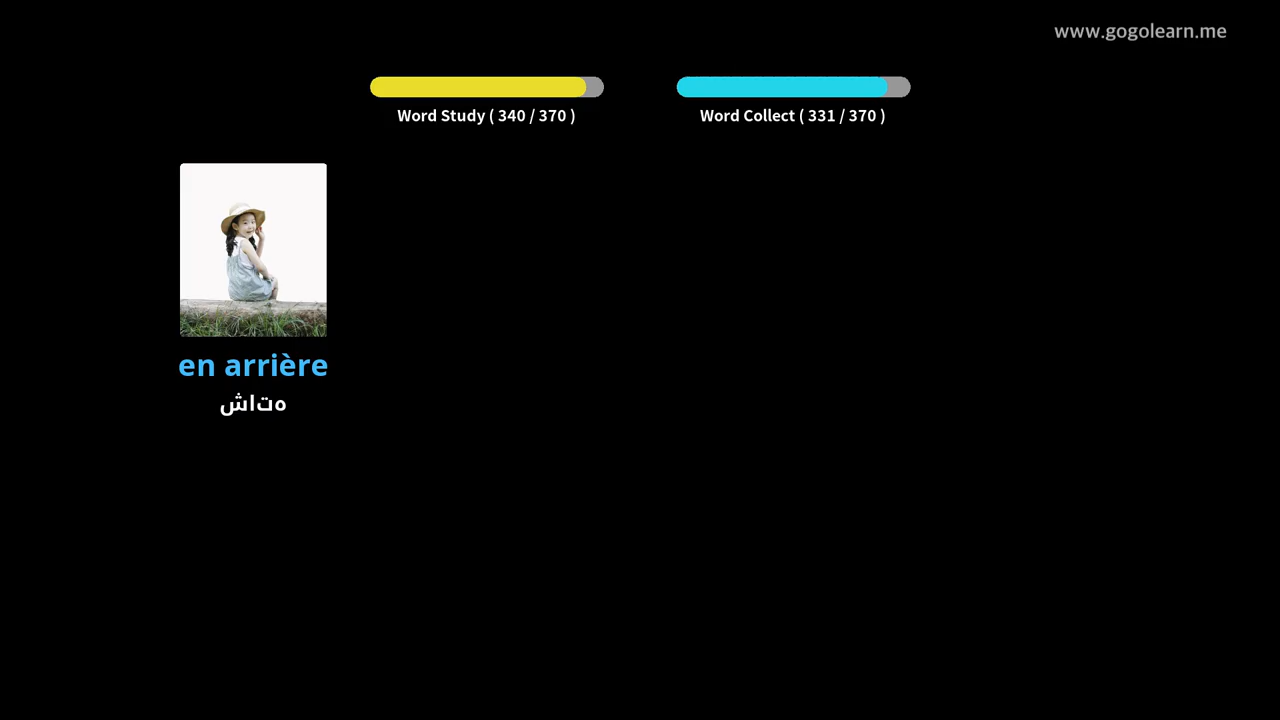 www.gogolearn.me
Word Study ( 340 / 370 )
Word Collect ( 331 / 370 )
en arrière
هتاش